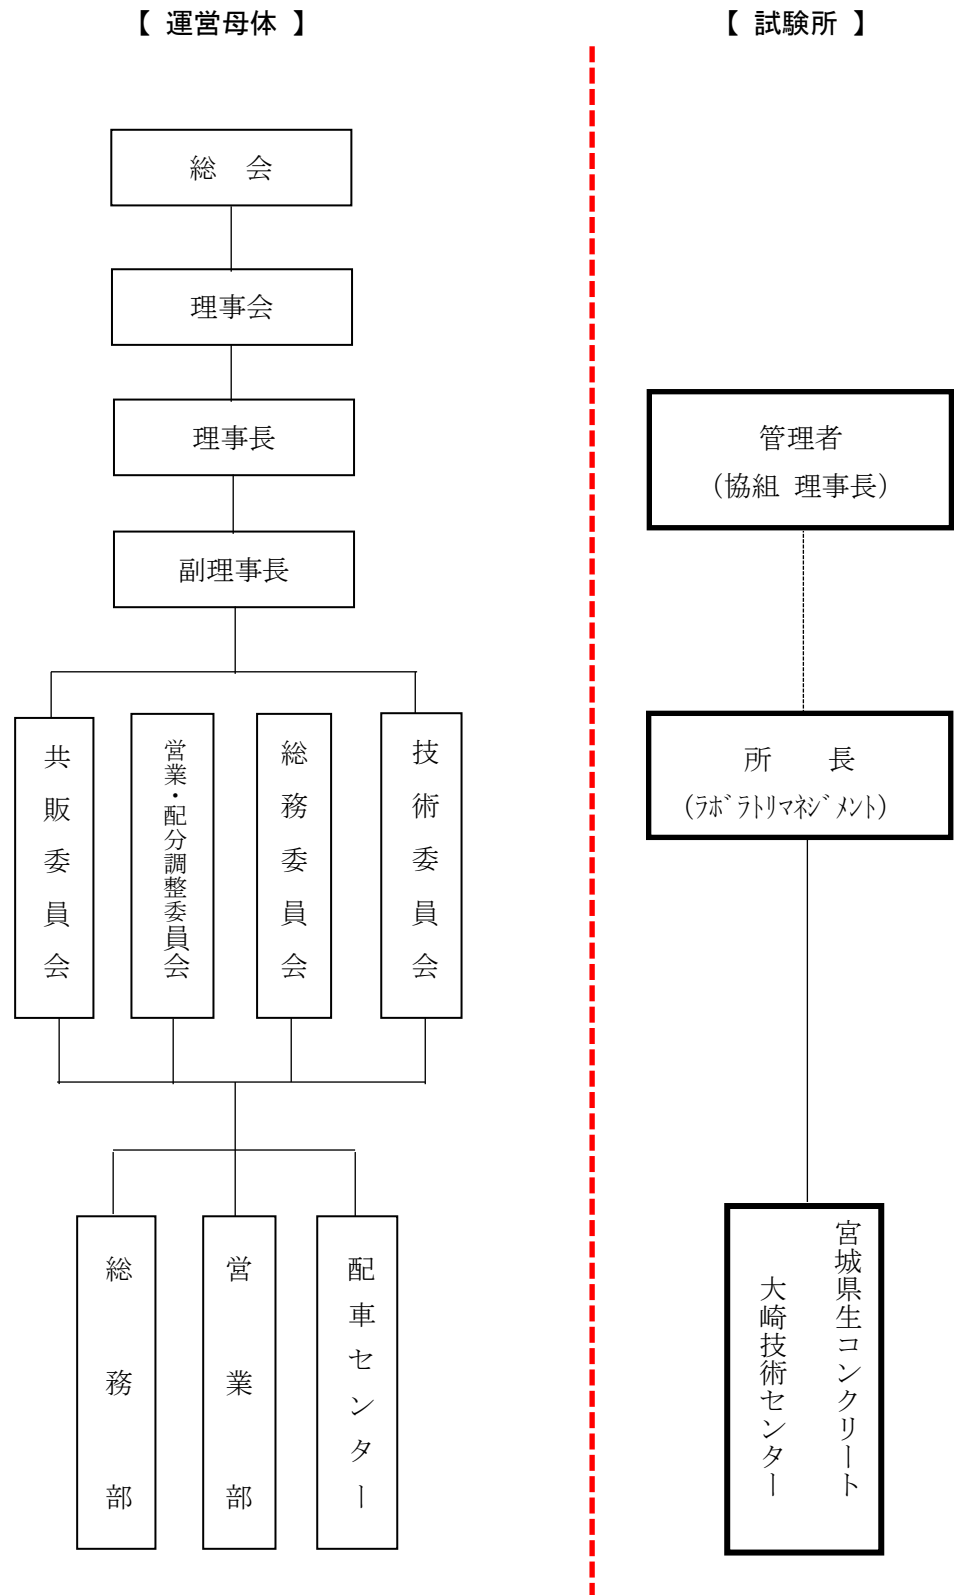 【 運営母体 】
【 試験所 】
総 会
理事会
理事長
副理事長
共販委員会
営業・配分調整委員会
総務委員会
技術委員会
総務部
営業部
配車センター
管理者
(協組 理事長)
所 長
(ﾗﾎﾞﾗﾄﾘﾏﾈｼﾞﾒﾝﾄ)
宮城県生コンクリート
大崎技術センター